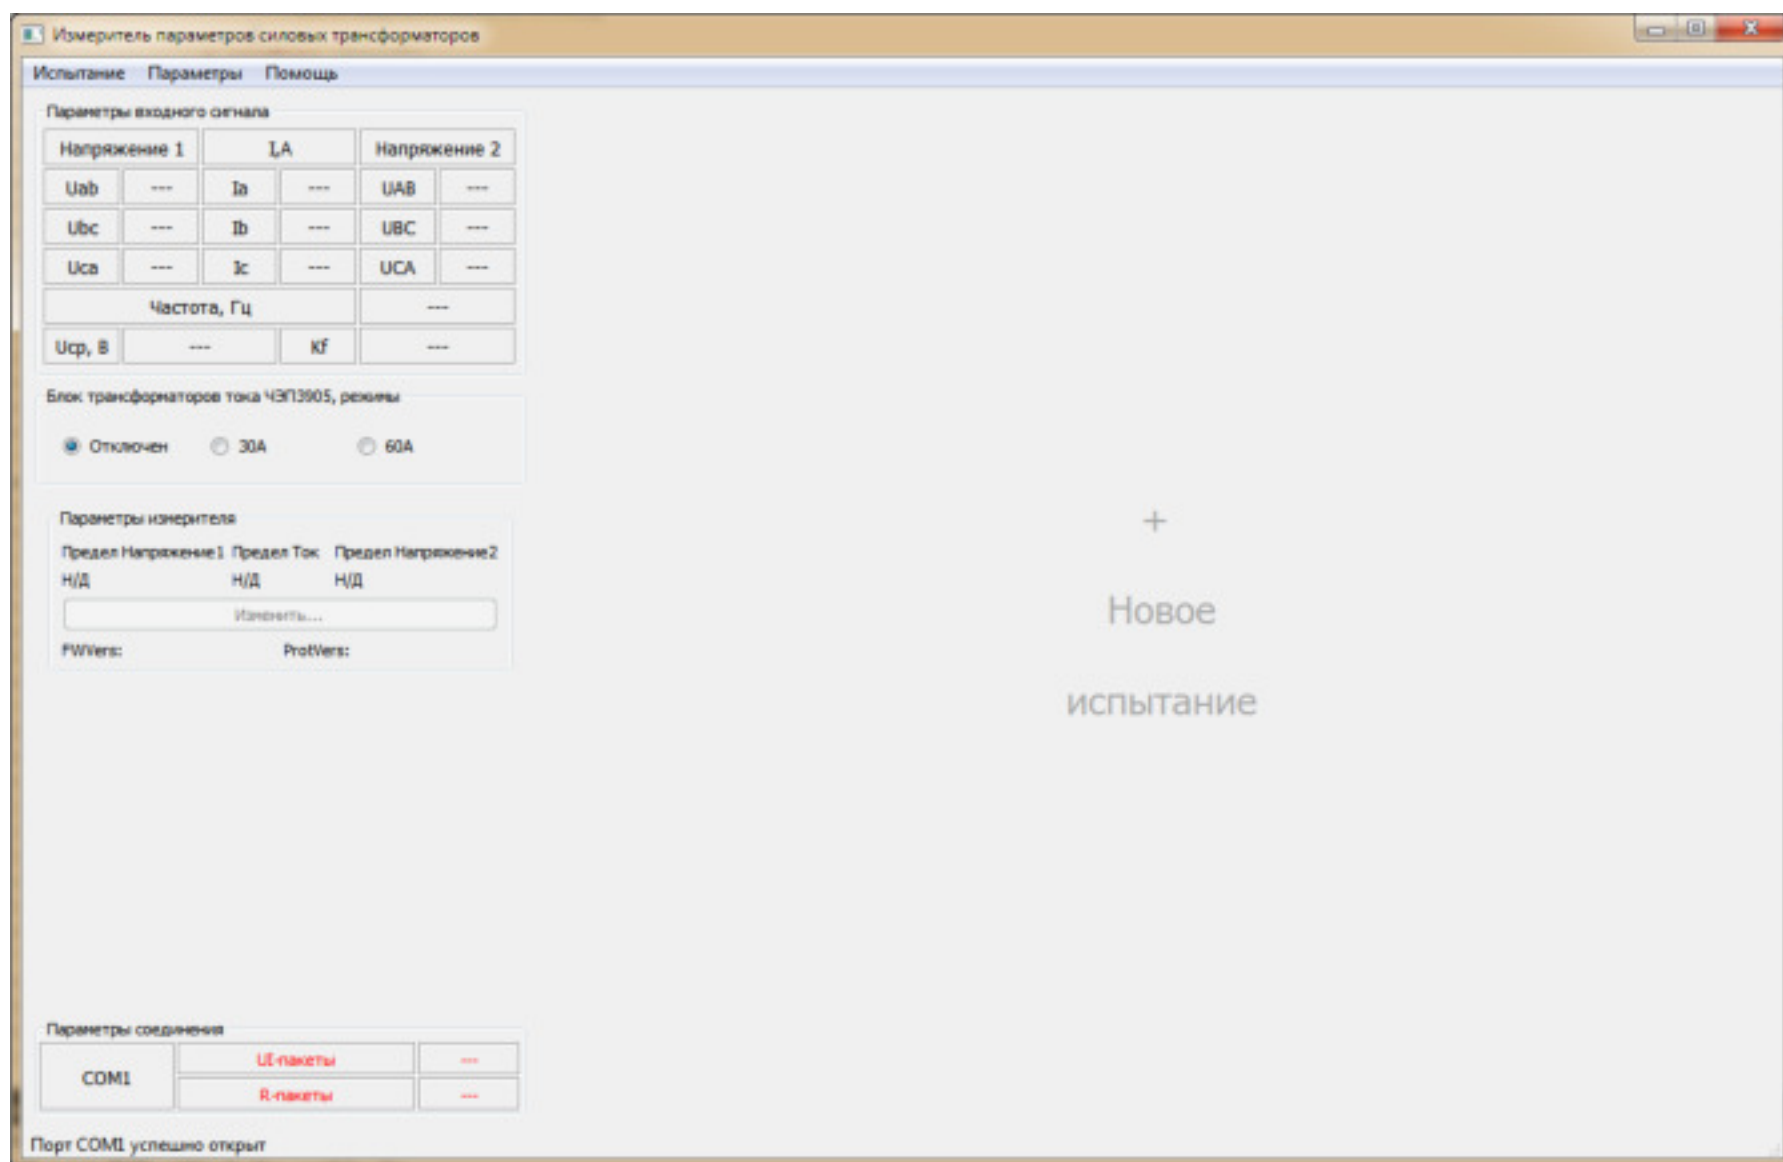 Измеритель параметров силовых трансформаторов
Испытание Параметры Помощь
Параметры входного сигнала
Напряжение 1 I,A Напряжение 2
Uab --- Ia --- UAB ---
Ubc --- Ib --- UBC ---
Uca --- Ic --- UCA ---
Частота, Гц ---
Uср, В --- Kf ---
Блок трансформаторов тока ЧЭП3905, режимы
Отключен 30A 60A
Параметры измерителя
Предел Напряжение1 Предел Ток Предел Напряжение2
Н/Д Н/Д Н/Д
Изменить...
FWVers: ProtVers:
+
Новое
испытание
Параметры соединения
COM1
UI-пакеты ---
R-пакеты ---
Порт COM1 успешно открыт